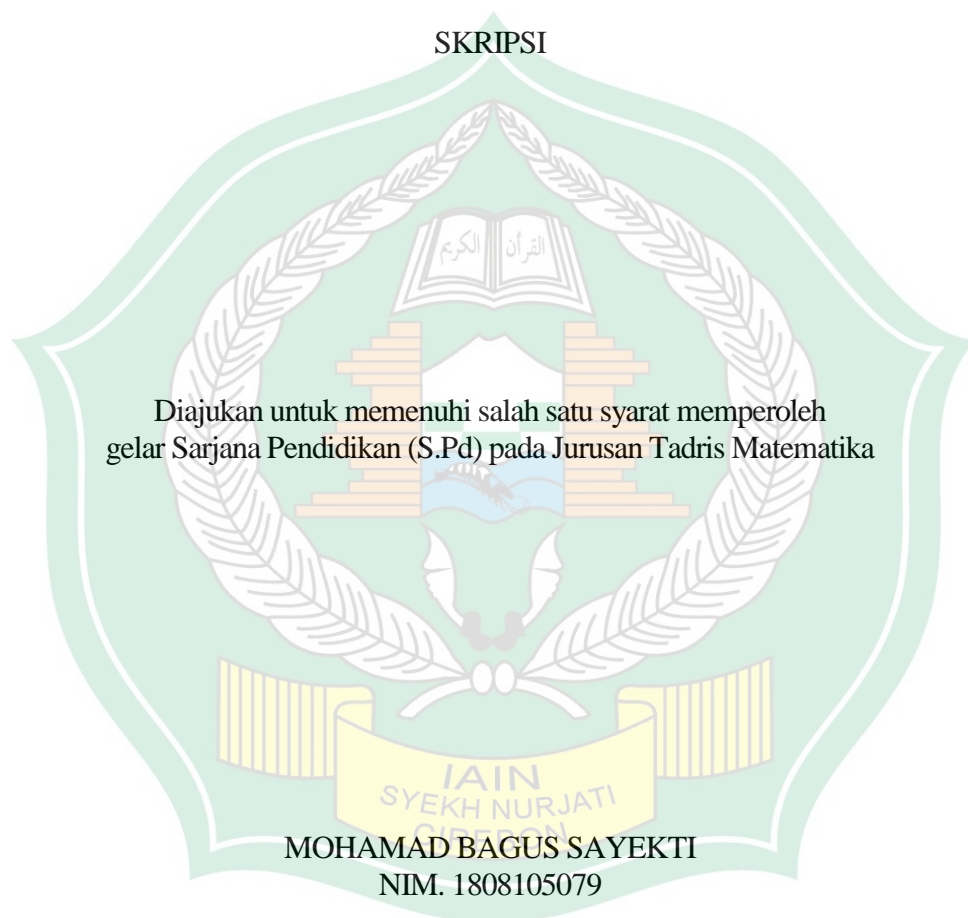 SKRIPSI
القرآن الكريم
Diajukan untuk memenuhi salah satu syarat memperoleh
gelar Sarjana Pendidikan (S.Pd) pada Jurusan Tadris Matematika
IAIN
SYEKH NURJATI
CIREBON
MOHAMAD BAGUS SAYEKTI
NIM. 1808105079